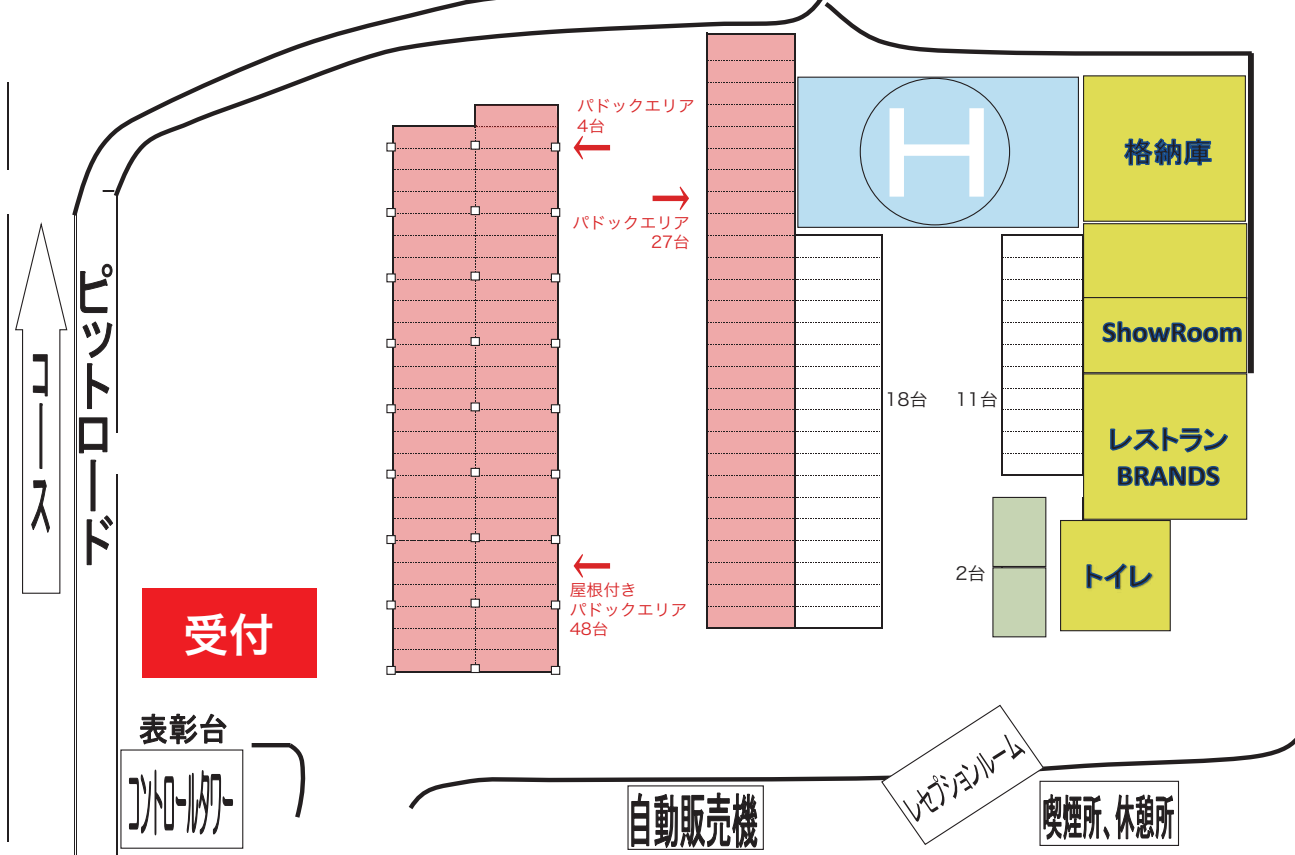 パドックエリア
4台
H
格納庫
パドックエリア
27台
ピットロード
コース
ShowRoom
18台
11台
レストラン
BRANDS
2台
トイレ
屋根付き
パドックエリア
48台
受付
表彰台
コントロールタワー
レセプションルーム
自動販売機
喫煙所、休憩所